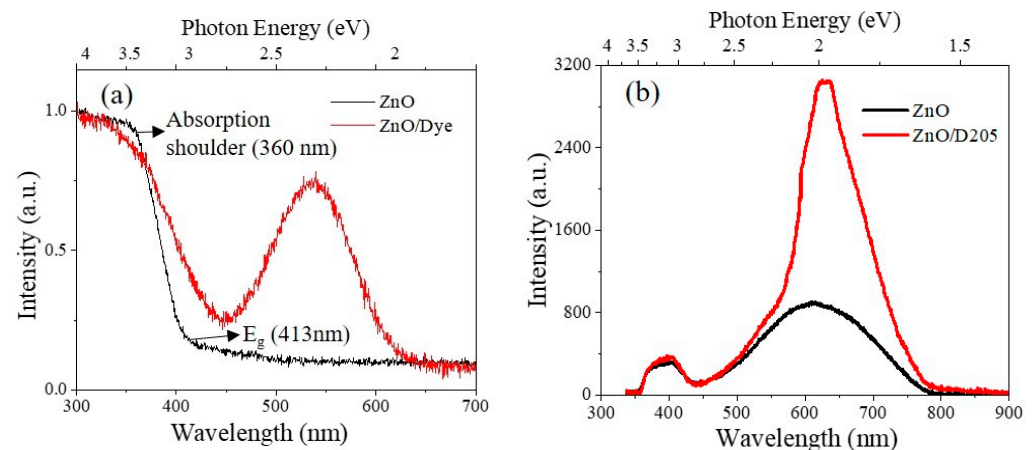 Photon Energy (eV)
4 3.5 3 2.5 2
(a)
ZnO
ZnO/Dye
Absorption
shoulder (360 nm)
E_g (413nm)
1.0
0.5
0.0
Intensity (a.u.)
300 400 500 600 700
Wavelength (nm)
Photon Energy (eV)
4 3.5 3 2.5 2 1.5
(b)
ZnO
ZnO/D205
3200
2400
1600
800
0
Intensity (a.u.)
300 400 500 600 700 800 900
Wavelength (nm)